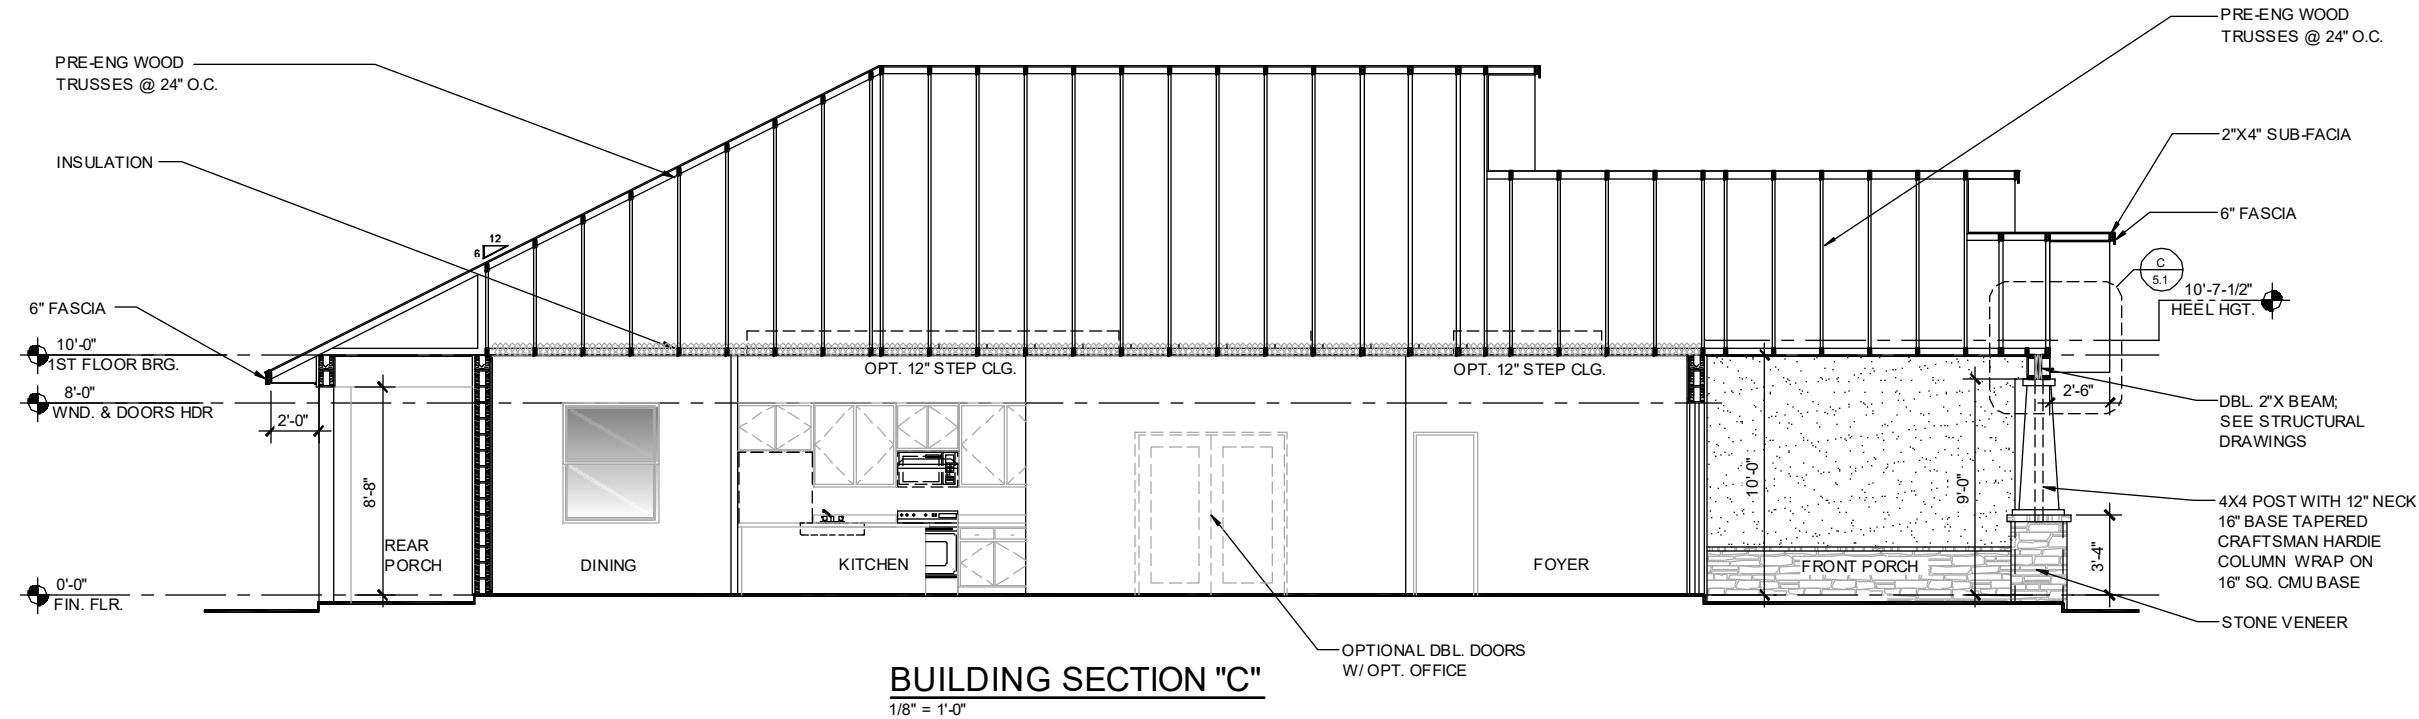 PRE-ENG WOOD
TRUSSES @ 24" O.C.
PRE-ENG WOOD
TRUSSES @ 24" O.C.
INSULATION
2"X4" SUB-FACIA
6" FASCIA
12
6
C
5.1
10'-7-1/2"
HEEL HGT.
6" FASCIA
10'-0"
1ST FLOOR BRG.
8'-0"
WND. & DOORS HDR
2'-0"
OPT. 12" STEP CLG.
OPT. 12" STEP CLG.
2'-6"
DBL. 2"X BEAM;
SEE STRUCTURAL
DRAWINGS
8'-8"
10'-0"
9'-0"
3'-4"
4X4 POST WITH 12" NECK
16" BASE TAPERED
CRAFTSMAN HARDIE
COLUMN WRAP ON
16" SQ. CMU BASE
REAR
PORCH
DINING
KITCHEN
FOYER
FRONT PORCH
0'-0"
FIN. FLR.
STONE VENEER
OPTIONAL DBL. DOORS
W/ OPT. OFFICE
BUILDING SECTION "C"
1/8" = 1'-0"